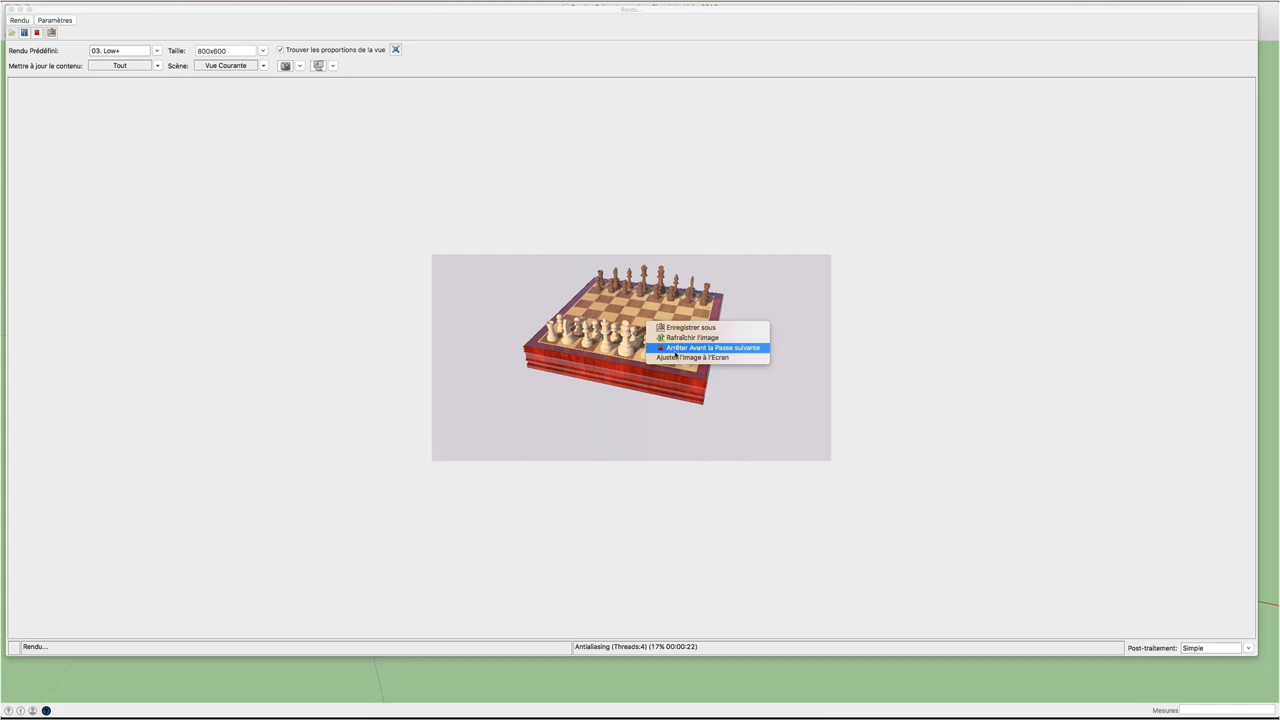 Rendu...
Rendu Paramètres
Rendu Prédéfini: 03. Low+ Taille: 800x600 Trouver les proportions de la vue
Mettre à jour le contenu: Tout Scène: Vue Courante
Enregistrer sous
Rafraîchir l'image
Arrêter Avant la Passe suivante
Ajuster l'Image à l'Ecran
Rendu... Antialiasing (Threads:4) (17% 00:00:22) Post-traitement: Simple
Mesures